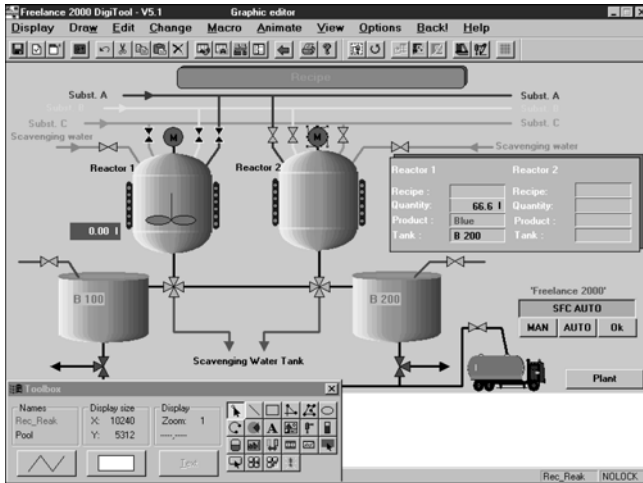 Freelance 2000 DigiTool - V5.1 Graphic editor
Display Draw Edit Change Macro Animate View Options Back! Help
Recipe
Subst. A Subst. A
Subst. B Subst. B
Subst. C Subst. C
Scavenging water Scavenging water
M M
Reactor 1 Reactor 2
Reactor 1 Reactor 2
Recipe : Recipe:
Quantity: 66.6 l Quantity:
Product : Blue Product :
Tank : B 200 Tank :
0.00 l
B 100 B 200
'Freelance 2000'
SFC AUTO
MAN AUTO Ok
Scavenging Water Tank
Plant
Toolbox
Names Display size Display
Rec_Reak X: 10240 Zoom: 1
Pool Y: 5312 ----,----
A
Text
Rec_Reak NOLOCK